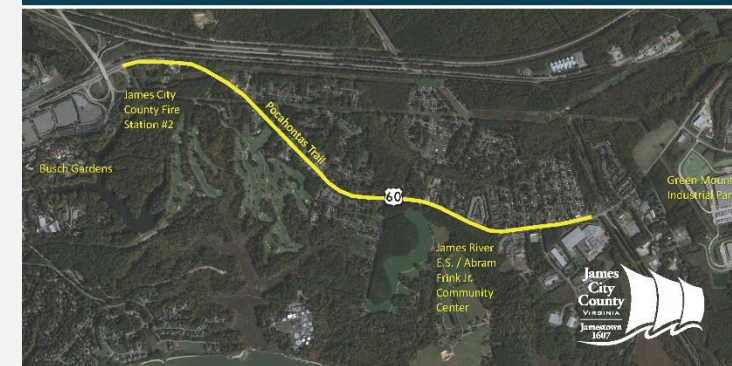 James City
County Fire
Station #2
Pocahontas Trail
Busch Gardens
60
Green Mount
Industrial Par
James River
E.S. / Abram
Frink Jr.
Community
Center
James
City
County
VIRGINIA
Jamestown
1607